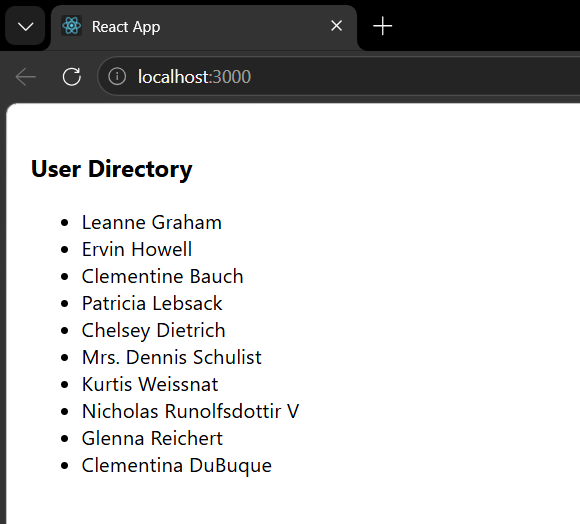 React App
localhost:3000
User Directory
Leanne Graham
Ervin Howell
Clementine Bauch
Patricia Lebsack
Chelsey Dietrich
Mrs. Dennis Schulist
Kurtis Weissnat
Nicholas Runolfsdottir V
Glenna Reichert
Clementina DuBuque